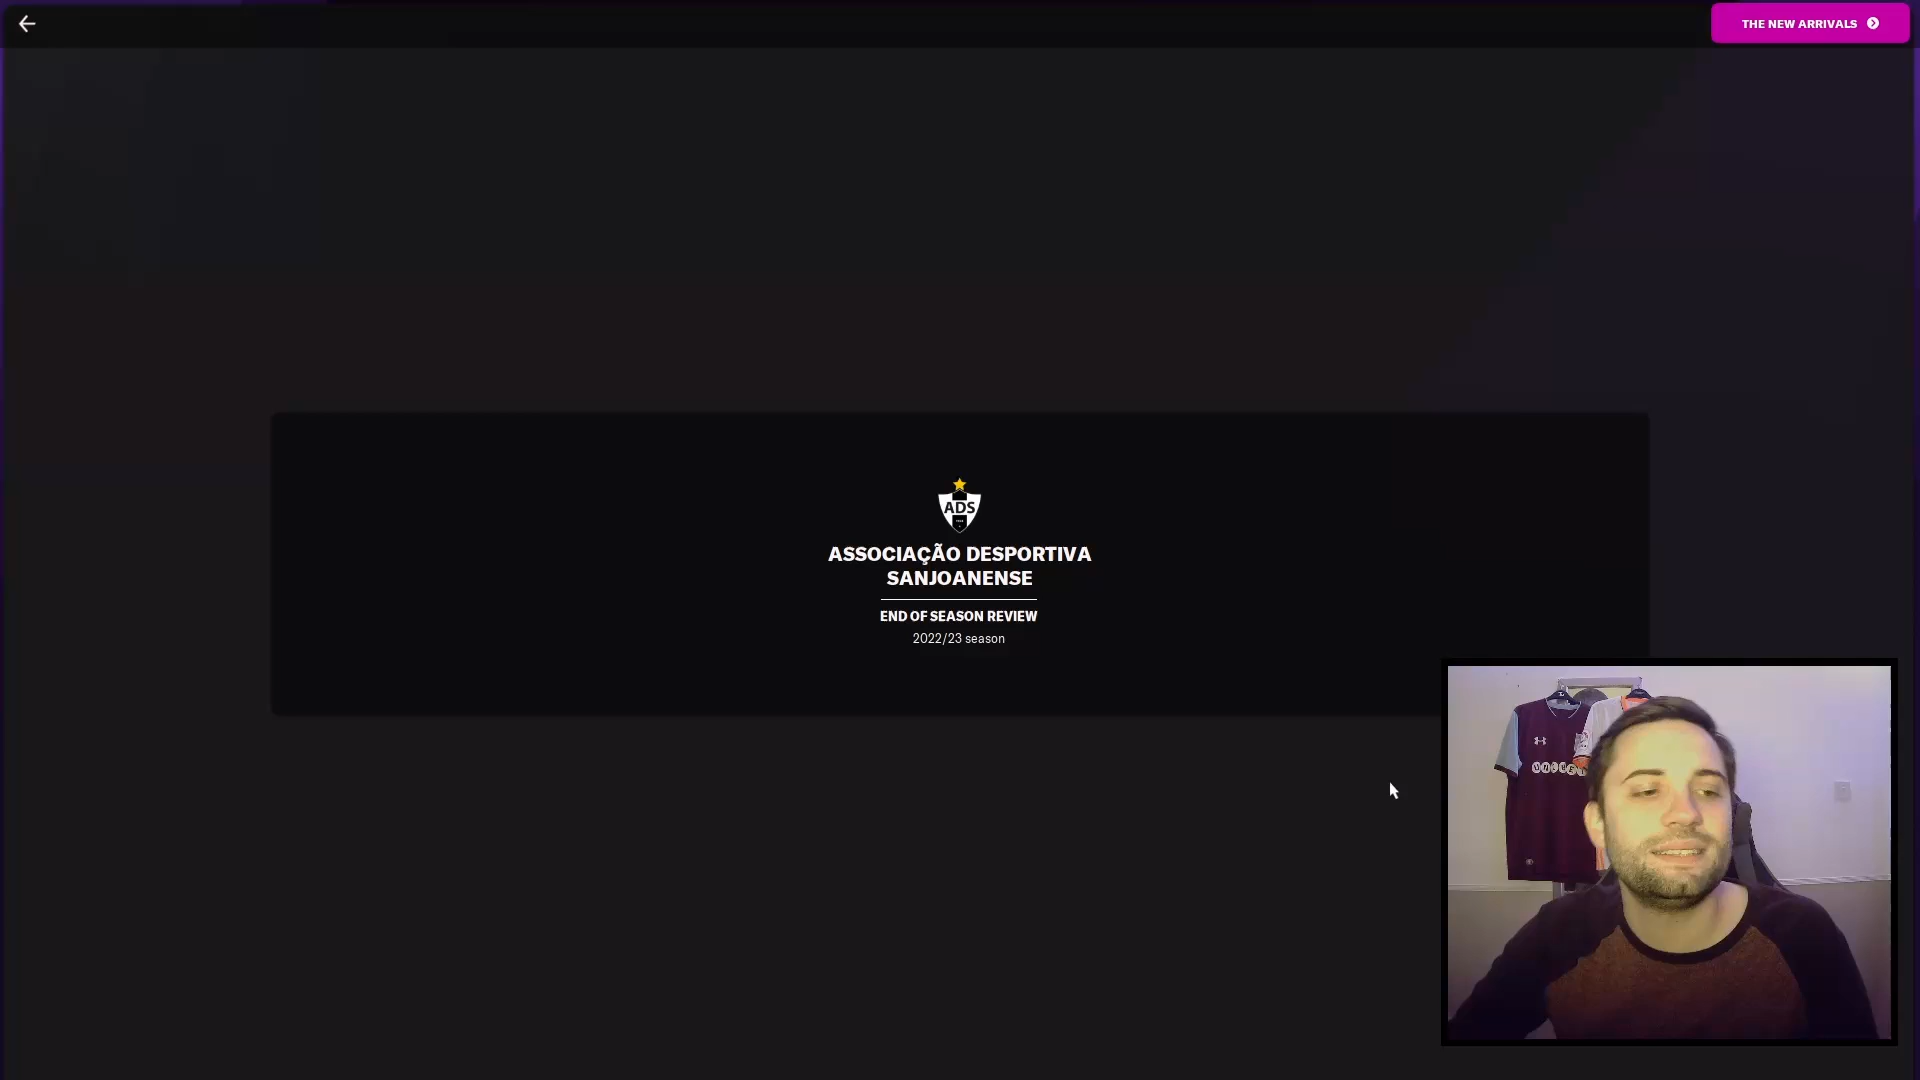 THE NEW ARRIVALS
ADS
ASSOCIAÇÃO DESPORTIVA
SANJOANENSE
END OF SEASON REVIEW
2022/23 season